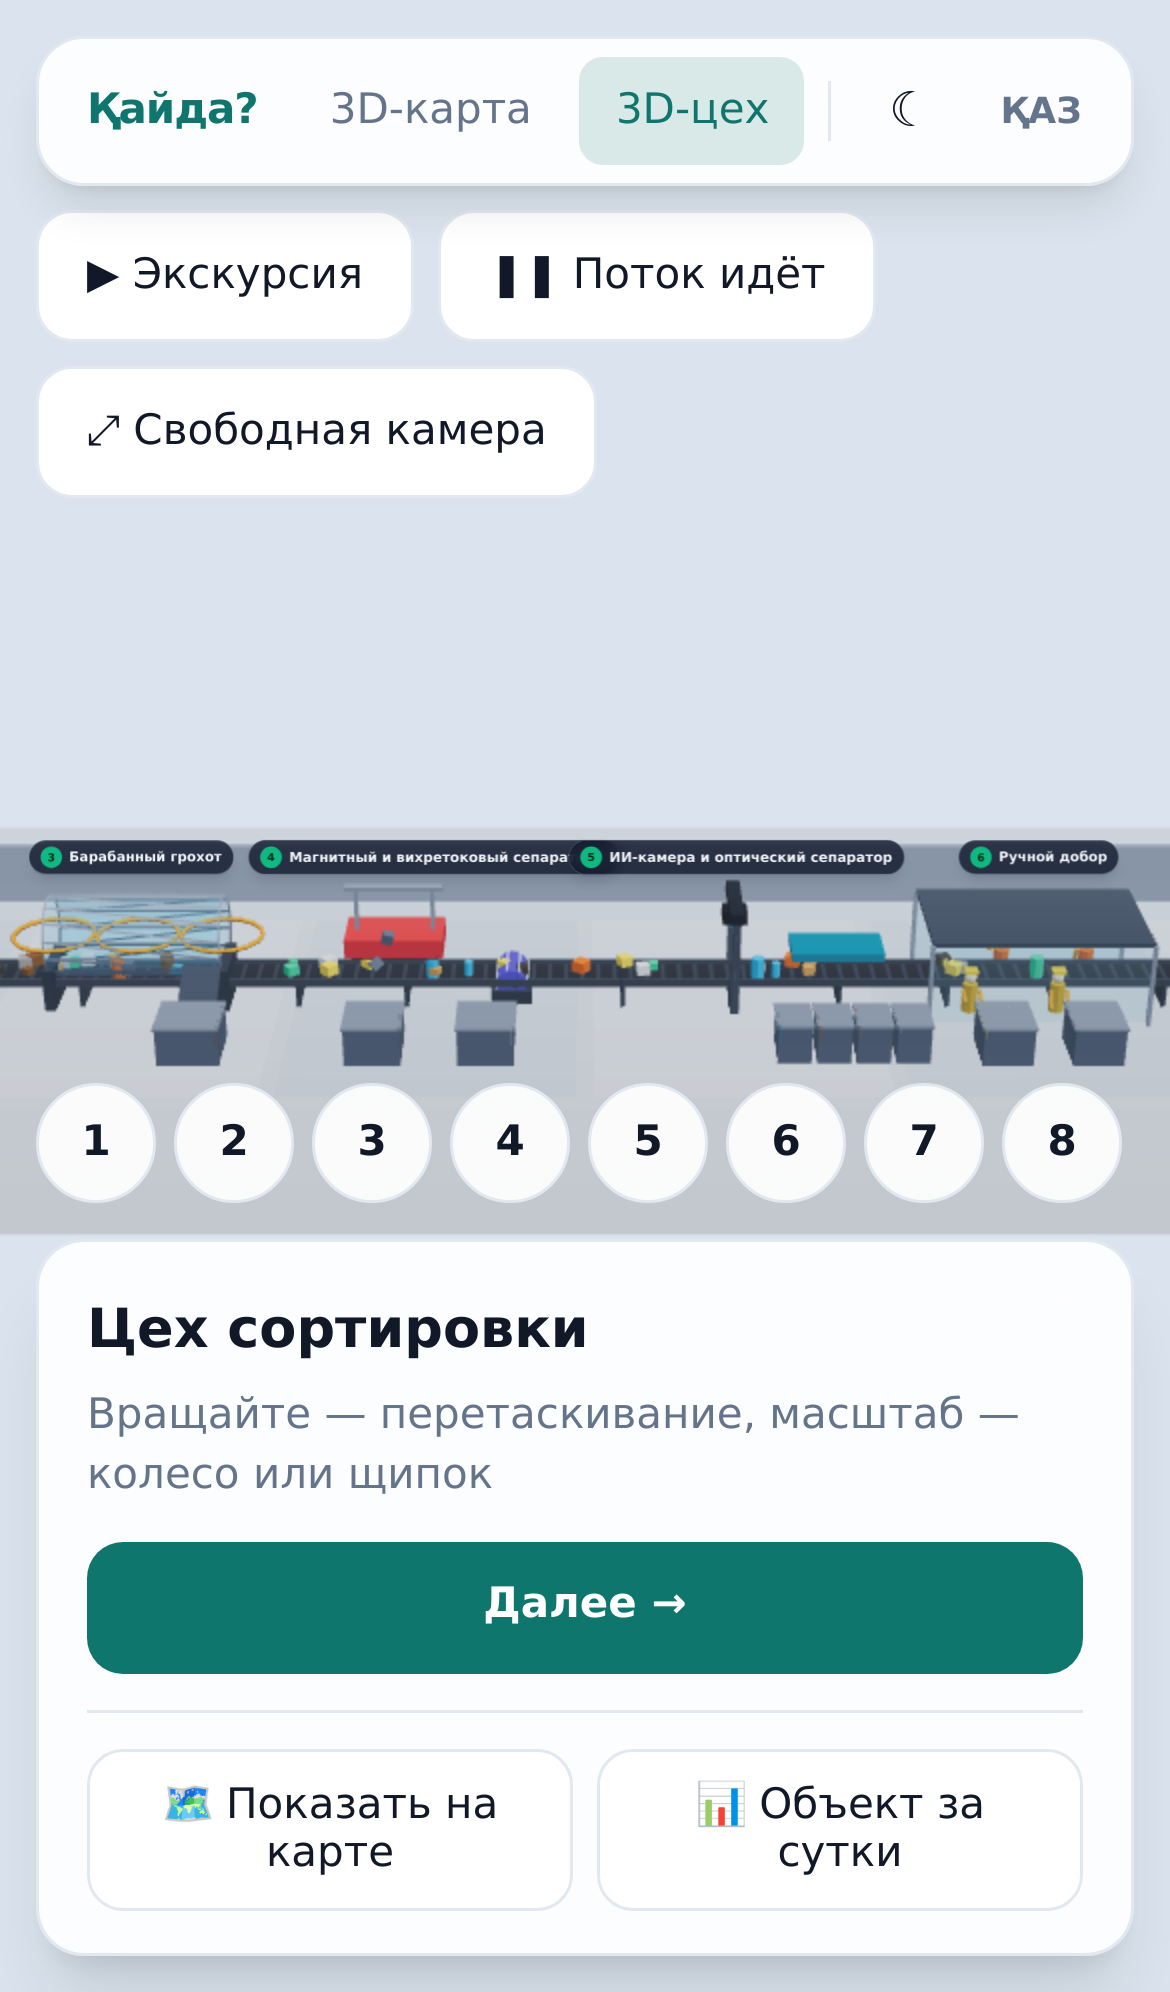 Қайда? 3D-карта 3D-цех ☾ ҚАЗ
▶ Экскурсия ❚❚ Поток идёт
⤢ Свободная камера
3 Барабанный грохот 4 Магнитный и вихретоковый сепара 5 ИИ-камера и оптический сепаратор 6 Ручной добор
1 2 3 4 5 6 7 8
Цех сортировки
Вращайте — перетаскивание, масштаб —
колесо или щипок
Далее →
🗺️ Показать на
карте
📊 Объект за
сутки